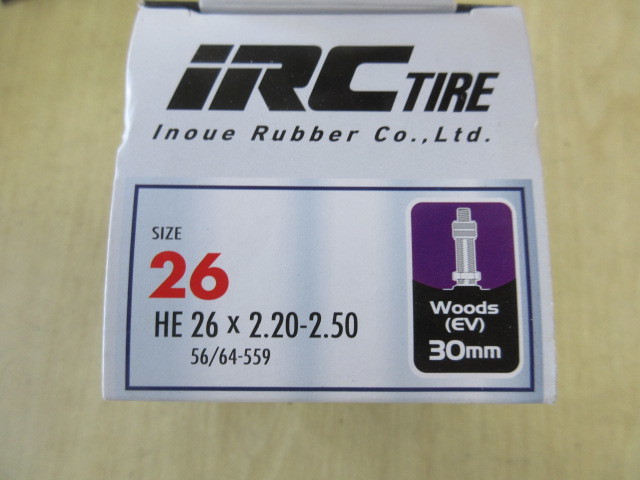 iRC TIRE
Inoue Rubber Co.,Ltd.
SIZE
26
HE 26 x 2.20-2.50
56/64-559
Woods
(EV)
30mm